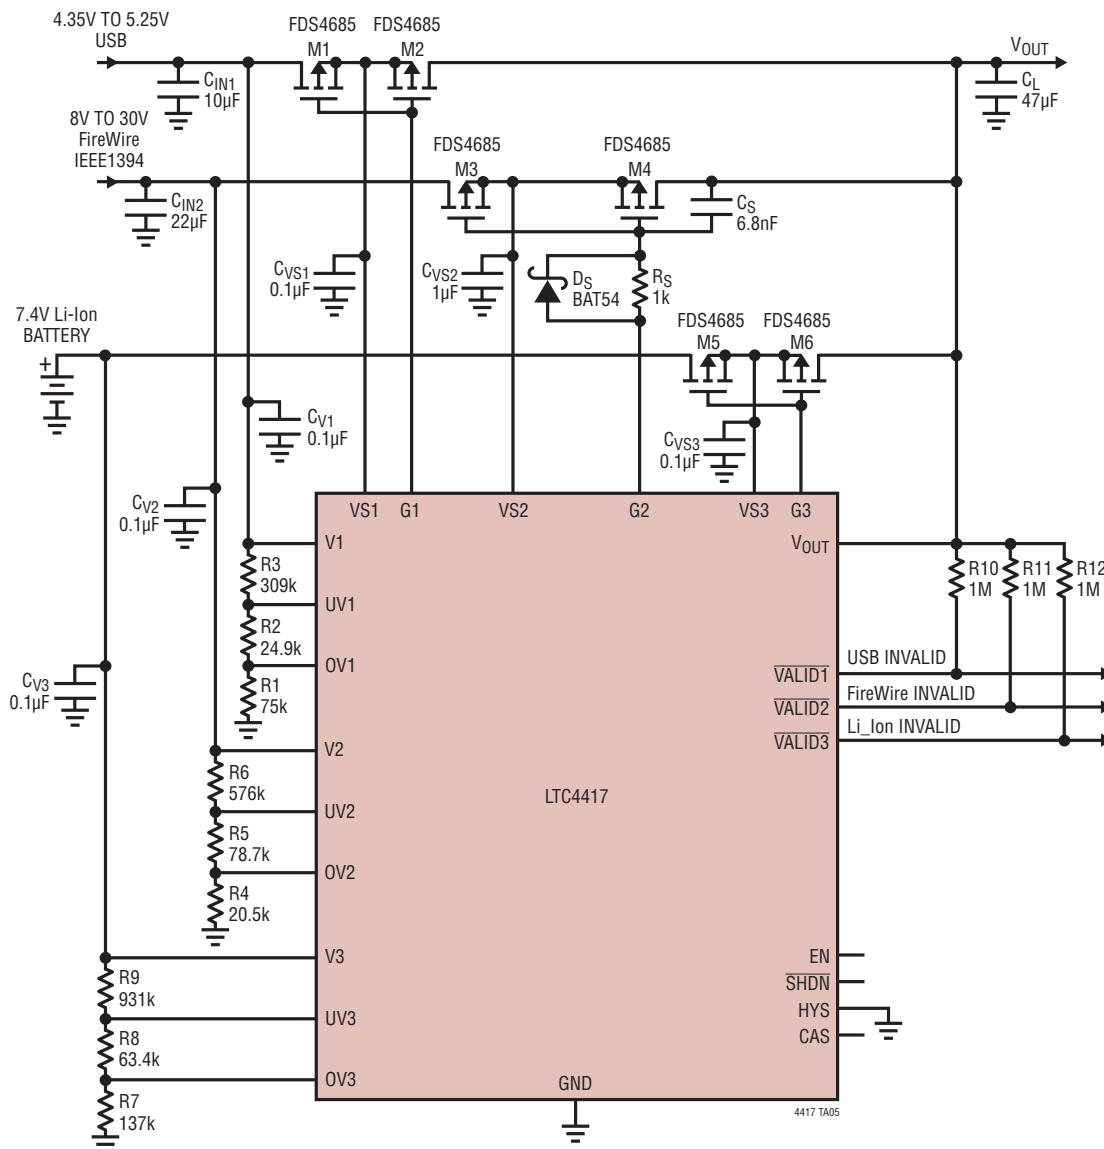 4.35V TO 5.25V
USB
FDS4685
M1
FDS4685
M2
VOUT
CIN1
10µF
CL
47µF
8V TO 30V
FireWire
IEEE1394
FDS4685
M3
FDS4685
M4
CIN2
22µF
CS
6.8nF
CVS1
0.1µF
CVS2
1µF
DS
BAT54
RS
1k
7.4V Li-Ion
BATTERY
+
FDS4685
M5
FDS4685
M6
CV1
0.1µF
CVS3
0.1µF
CV2
0.1µF
VS1
G1
VS2
G2
VS3
G3
V1
VOUT
R3
309k
R10
1M
R11
1M
R12
1M
UV1
R2
24.9k
OV1
USB INVALID
VALID1
CV3
0.1µF
R1
75k
FireWire INVALID
VALID2
Li_Ion INVALID
VALID3
V2
R6
576k
LTC4417
UV2
R5
78.7k
OV2
R4
20.5k
V3
EN
R9
931k
SHDN
HYS
UV3
CAS
R8
63.4k
OV3
GND
R7
137k
4417 TA05